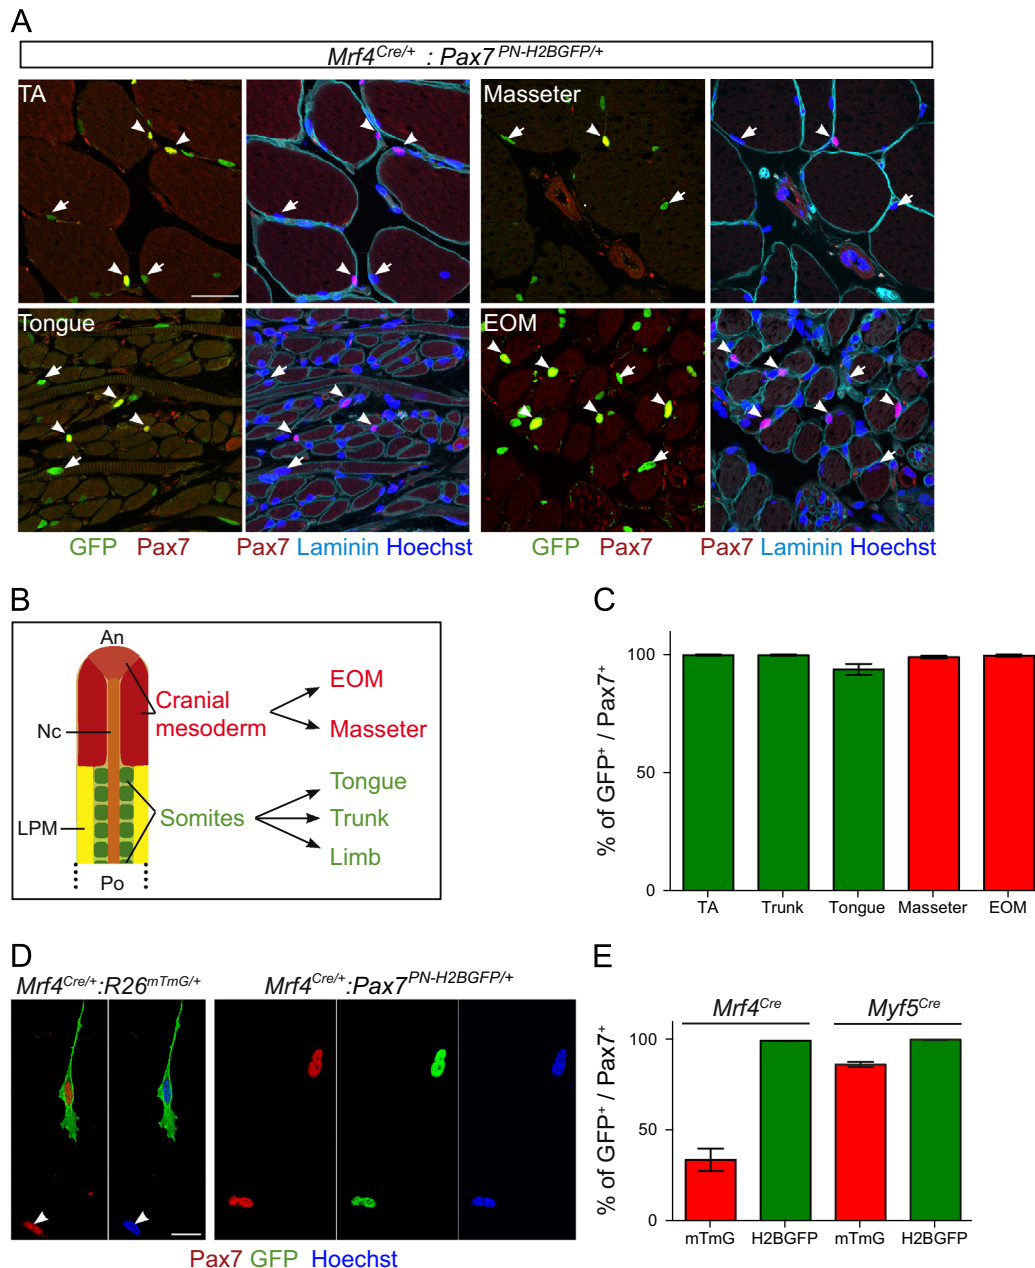 A
Mrf4Cre/+ : Pax7PN-H2BGFP/+
TA
Masseter
Tongue
EOM
GFP Pax7 Pax7 Laminin Hoechst GFP Pax7 Pax7 Laminin Hoechst
B
An
Nc
LPM
Po
Cranial
mesoderm
EOM
Masseter
Somites
Tongue
Trunk
Limb
C
% of GFP+ / Pax7+
100
50
0
TA Trunk Tongue Masseter EOM
D
Mrf4Cre/+:R26mTmG/+ Mrf4Cre/+:Pax7PN-H2BGFP/+
Pax7 GFP Hoechst
E
Mrf4Cre Myf5Cre
% of GFP+ / Pax7+
100
50
0
mTmG H2BGFP mTmG H2BGFP